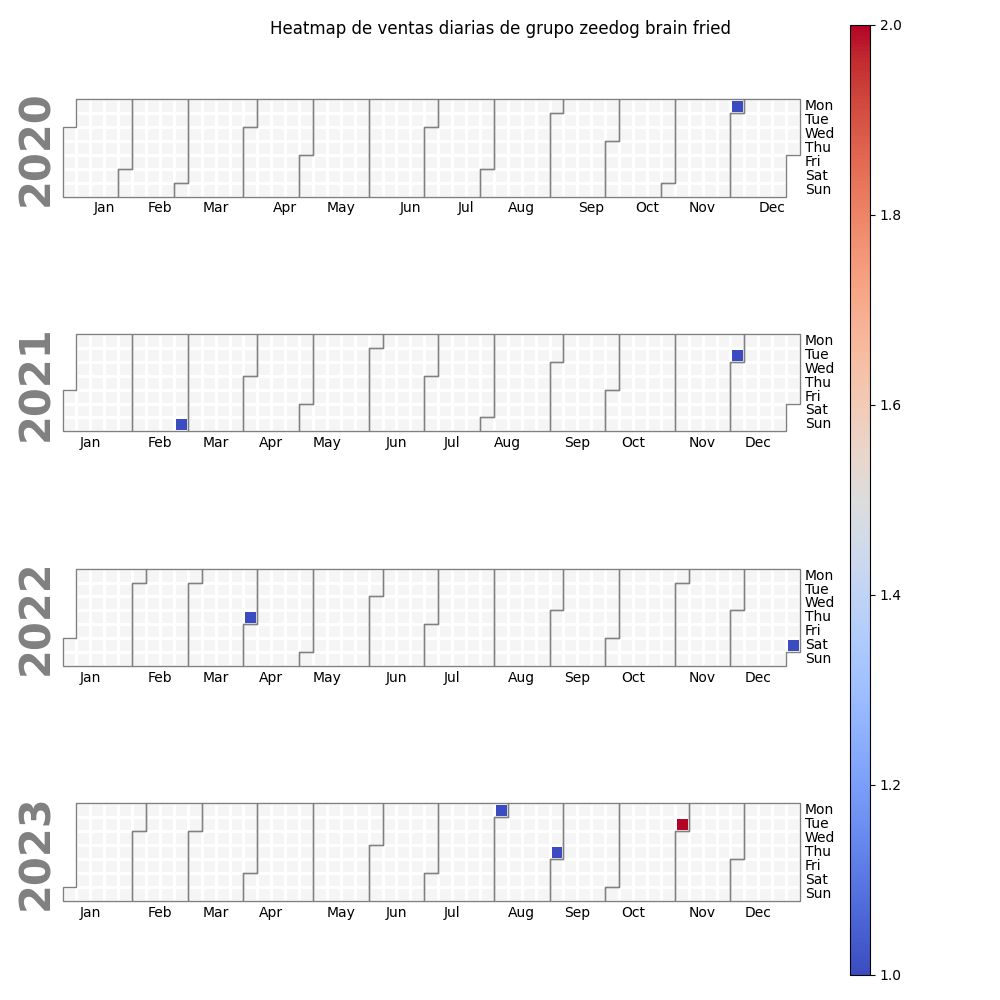 Heatmap de ventas diarias de grupo zeedog brain fried
2020
Mon
Tue
Wed
Thu
Fri
Sat
Sun
Jan Feb Mar Apr May Jun Jul Aug Sep Oct Nov Dec
2021
Mon
Tue
Wed
Thu
Fri
Sat
Sun
Jan Feb Mar Apr May Jun Jul Aug Sep Oct Nov Dec
2022
Mon
Tue
Wed
Thu
Fri
Sat
Sun
Jan Feb Mar Apr May Jun Jul Aug Sep Oct Nov Dec
2023
Mon
Tue
Wed
Thu
Fri
Sat
Sun
Jan Feb Mar Apr May Jun Jul Aug Sep Oct Nov Dec
2.0
1.8
1.6
1.4
1.2
1.0